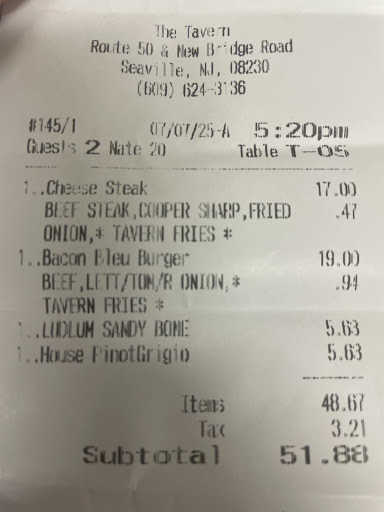 The Tavern
Route 50 & New Bridge Road
Seaville, NJ, 08230
(609) 624-3136
#145/1 07/07/25-A 5:20pm
Guests 2 Nate 20 Table T-05
1..Cheese Steak 17.00
BEEF STEAK,COOPER SHARP,FRIED .47
ONION,* TAVERN FRIES *
1..Bacon Bleu Burger 19.00
BEEF,LETT/TOM/R ONION,* .94
TAVERN FRIES *
1..LUDLUM SANDY BONE 5.63
1..House PinotGrigio 5.63
Items 48.67
Tax 3.21
Subtotal 51.88